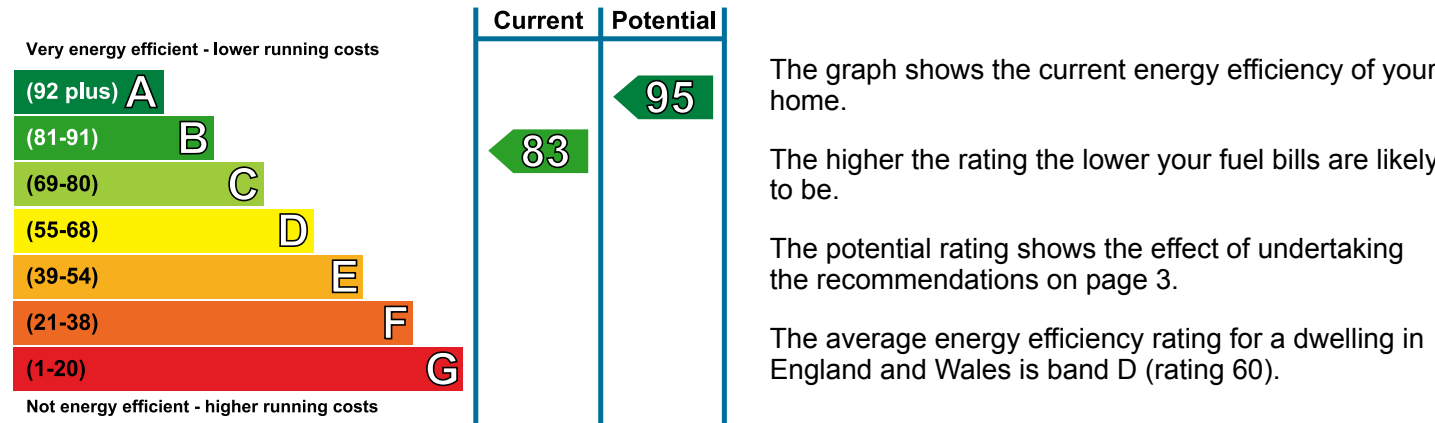 Current Potential
Very energy efficient - lower running costs
(92 plus) A
95
(81-91) B
83
(69-80) C
(55-68) D
(39-54) E
(21-38) F
(1-20) G
Not energy efficient - higher running costs
The graph shows the current energy efficiency of your
home.
The higher the rating the lower your fuel bills are likely
to be.
The potential rating shows the effect of undertaking
the recommendations on page 3.
The average energy efficiency rating for a dwelling in
England and Wales is band D (rating 60).